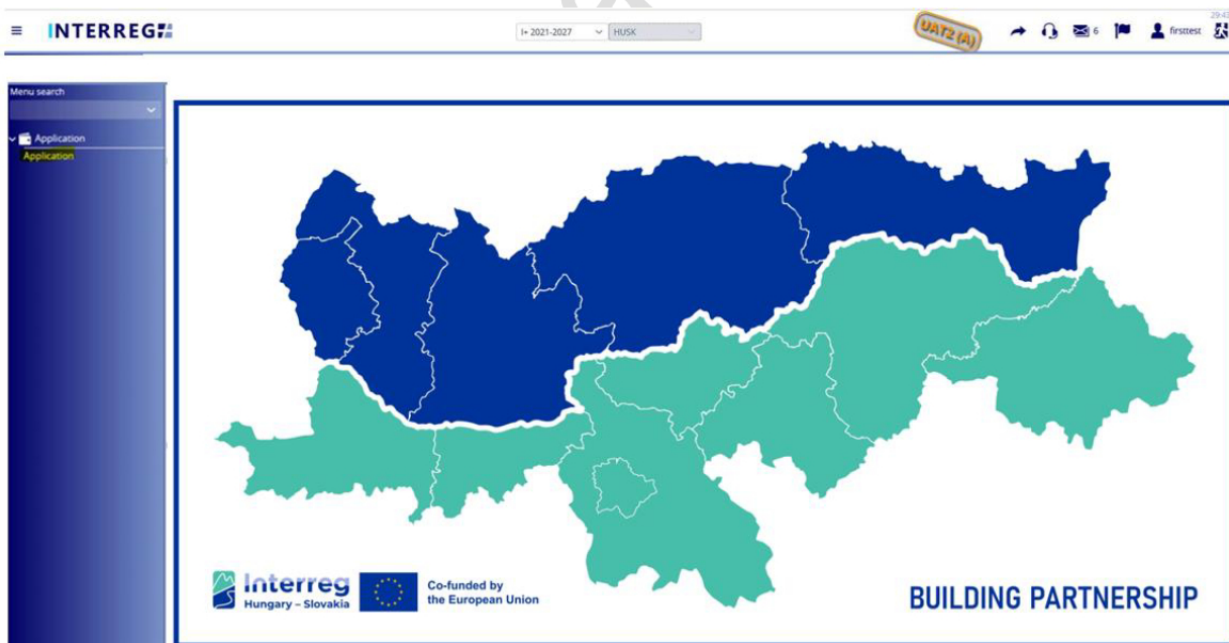 INTERREG
I+ 2021-2027
HUSK
UAT2 (A)
6
firsttest
Menu search
Application
Application
Interreg
Hungary – Slovakia
Co-funded by
the European Union
BUILDING PARTNERSHIP